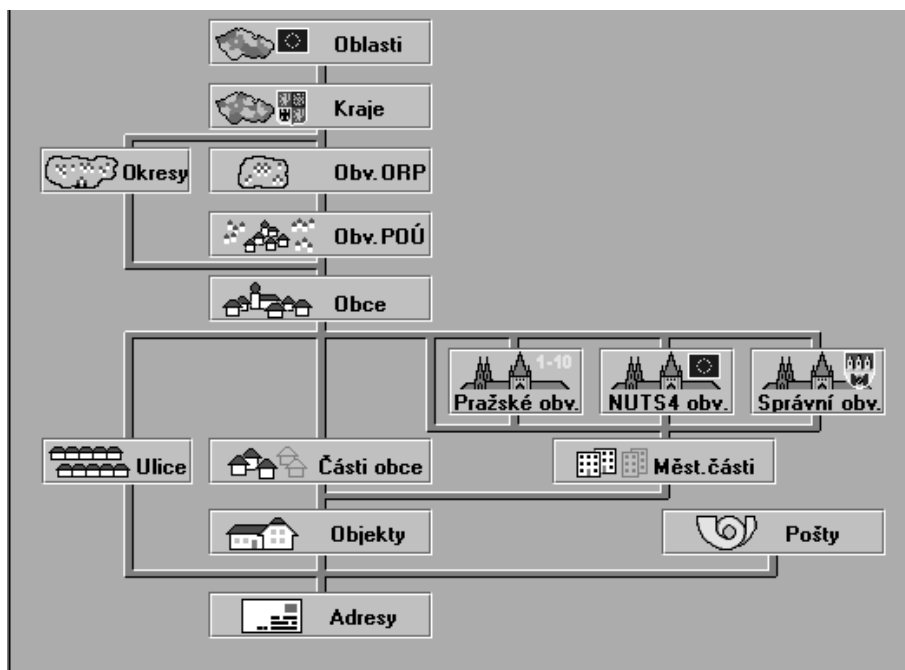 Oblasti
Kraje
Okresy
Obv. ORP
Obv. POÚ
Obce
1-10
Pražské obv.
NUTS4 obv.
Správní obv.
Ulice
Části obce
Měst. části
Objekty
Pošty
Adresy